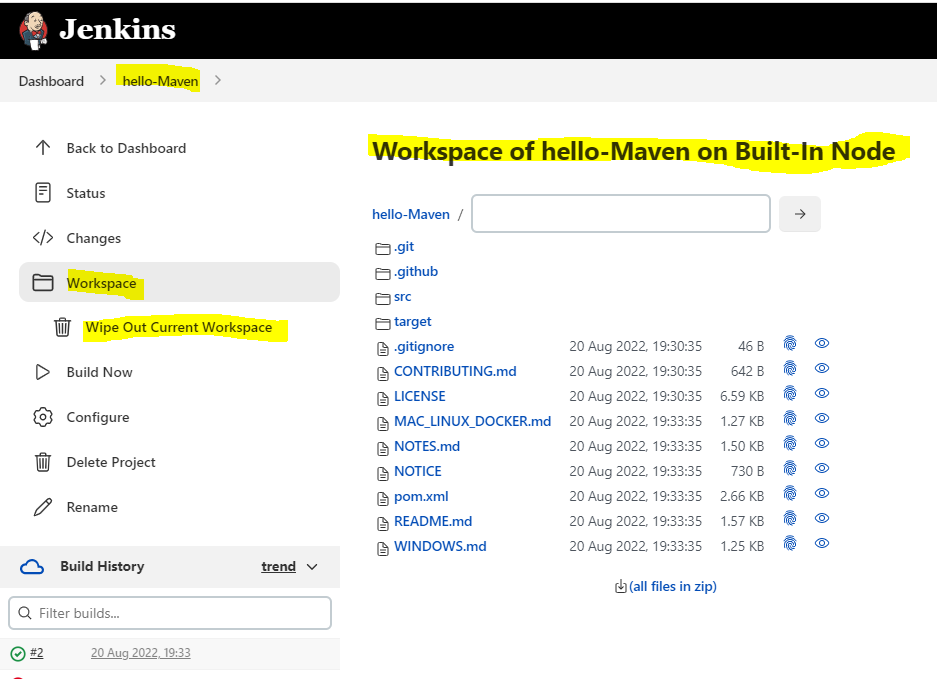 Jenkins
Dashboard > hello-Maven >
Back to Dashboard
Status
Changes
Workspace
Wipe Out Current Workspace
Build Now
Configure
Delete Project
Rename
Build History trend
Filter builds...
#2 20 Aug 2022, 19:33
Workspace of hello-Maven on Built-In Node
hello-Maven /
.git
.github
src
target
.gitignore 20 Aug 2022, 19:30:35 46 B
CONTRIBUTING.md 20 Aug 2022, 19:30:35 642 B
LICENSE 20 Aug 2022, 19:30:35 6.59 KB
MAC_LINUX_DOCKER.md 20 Aug 2022, 19:33:35 1.27 KB
NOTES.md 20 Aug 2022, 19:33:35 1.50 KB
NOTICE 20 Aug 2022, 19:33:35 730 B
pom.xml 20 Aug 2022, 19:33:35 2.66 KB
README.md 20 Aug 2022, 19:33:35 1.57 KB
WINDOWS.md 20 Aug 2022, 19:33:35 1.25 KB
(all files in zip)